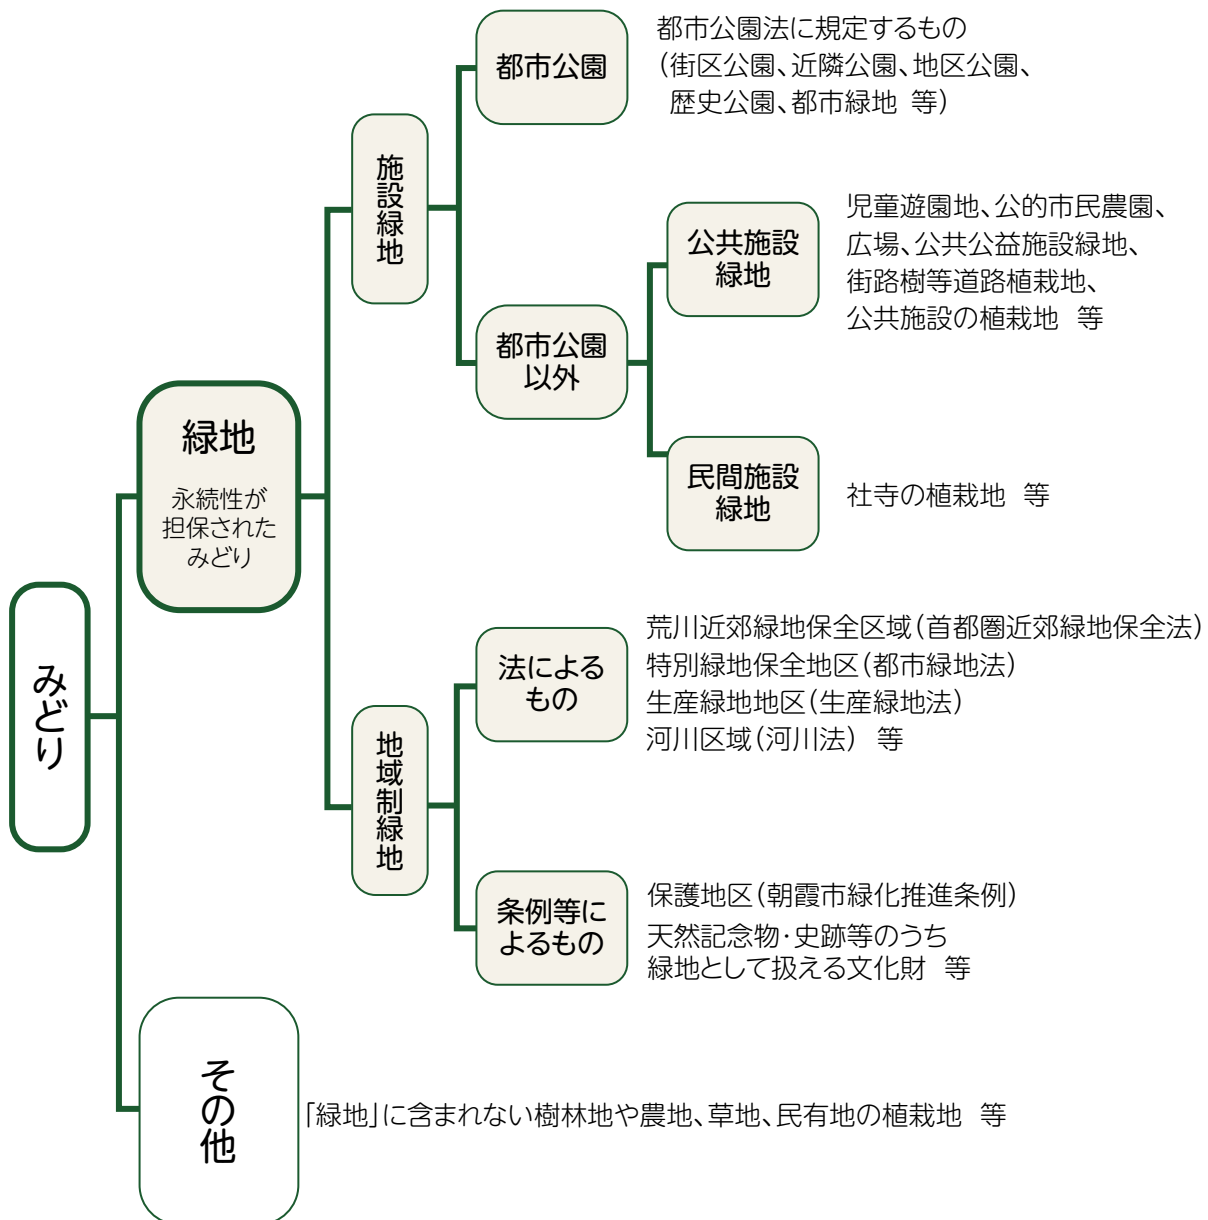 みどり
緑地
永続性が
担保された
みどり
施設緑地
都市公園
都市公園法に規定するもの
（街区公園、近隣公園、地区公園、
歴史公園、都市緑地 等）
都市公園
以外
公共施設
緑地
児童遊園地、公的市民農園、
広場、公共公益施設緑地、
街路樹等道路植栽地、
公共施設の植栽地 等
民間施設
緑地
社寺の植栽地 等
地域制緑地
法による
もの
荒川近郊緑地保全区域（首都圏近郊緑地保全法）
特別緑地保全地区（都市緑地法）
生産緑地地区（生産緑地法）
河川区域（河川法） 等
条例等に
よるもの
保護地区（朝霞市緑化推進条例）
天然記念物・史跡等のうち
緑地として扱える文化財 等
その他
「緑地」に含まれない樹林地や農地、草地、民有地の植栽地 等